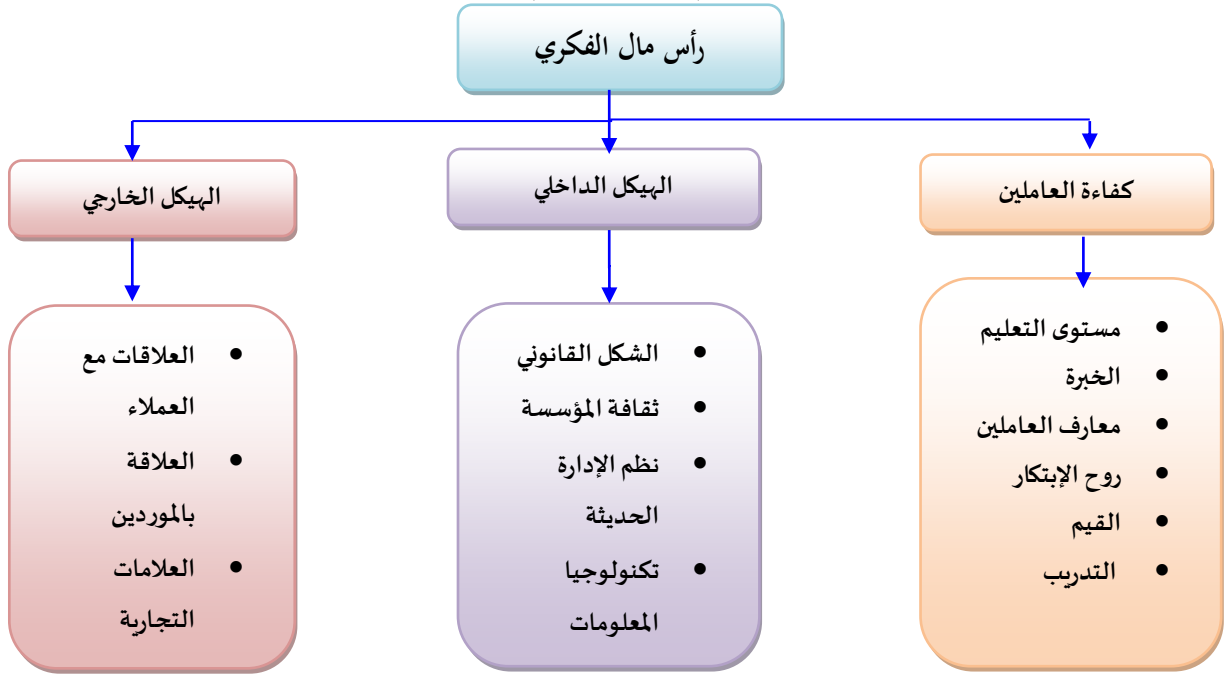 رأس مال الفكري
كفاءة العاملين
الهيكل الداخلي
الهيكل الخارجي
• مستوى التعليم
• الخبرة
• معارف العاملين
• روح الإبتكار
• القيم
• التدريب
• الشكل القانوني
• ثقافة المؤسسة
• نظم الإدارة
الحديثة
• تكنولوجيا
المعلومات
• العلاقات مع
العملاء
• العلاقة
بالموردين
• العلامات
التجارية